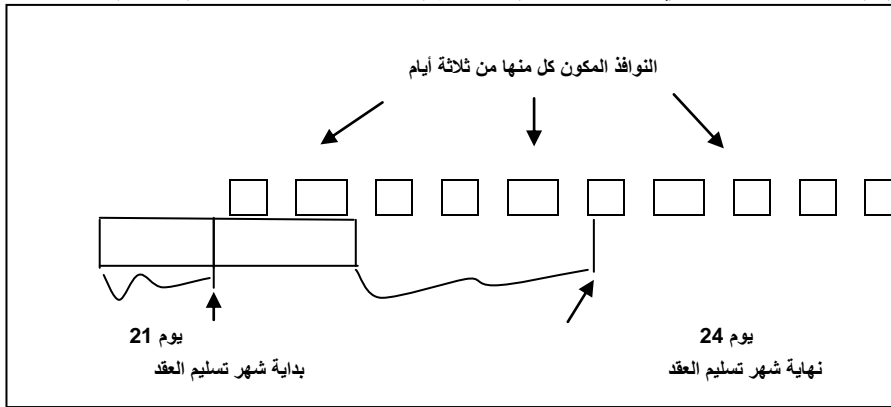 النوافذ المكون كل منها من ثلاثة أيام
يوم 21
بداية شهر تسليم العقد
يوم 24
نهاية شهر تسليم العقد